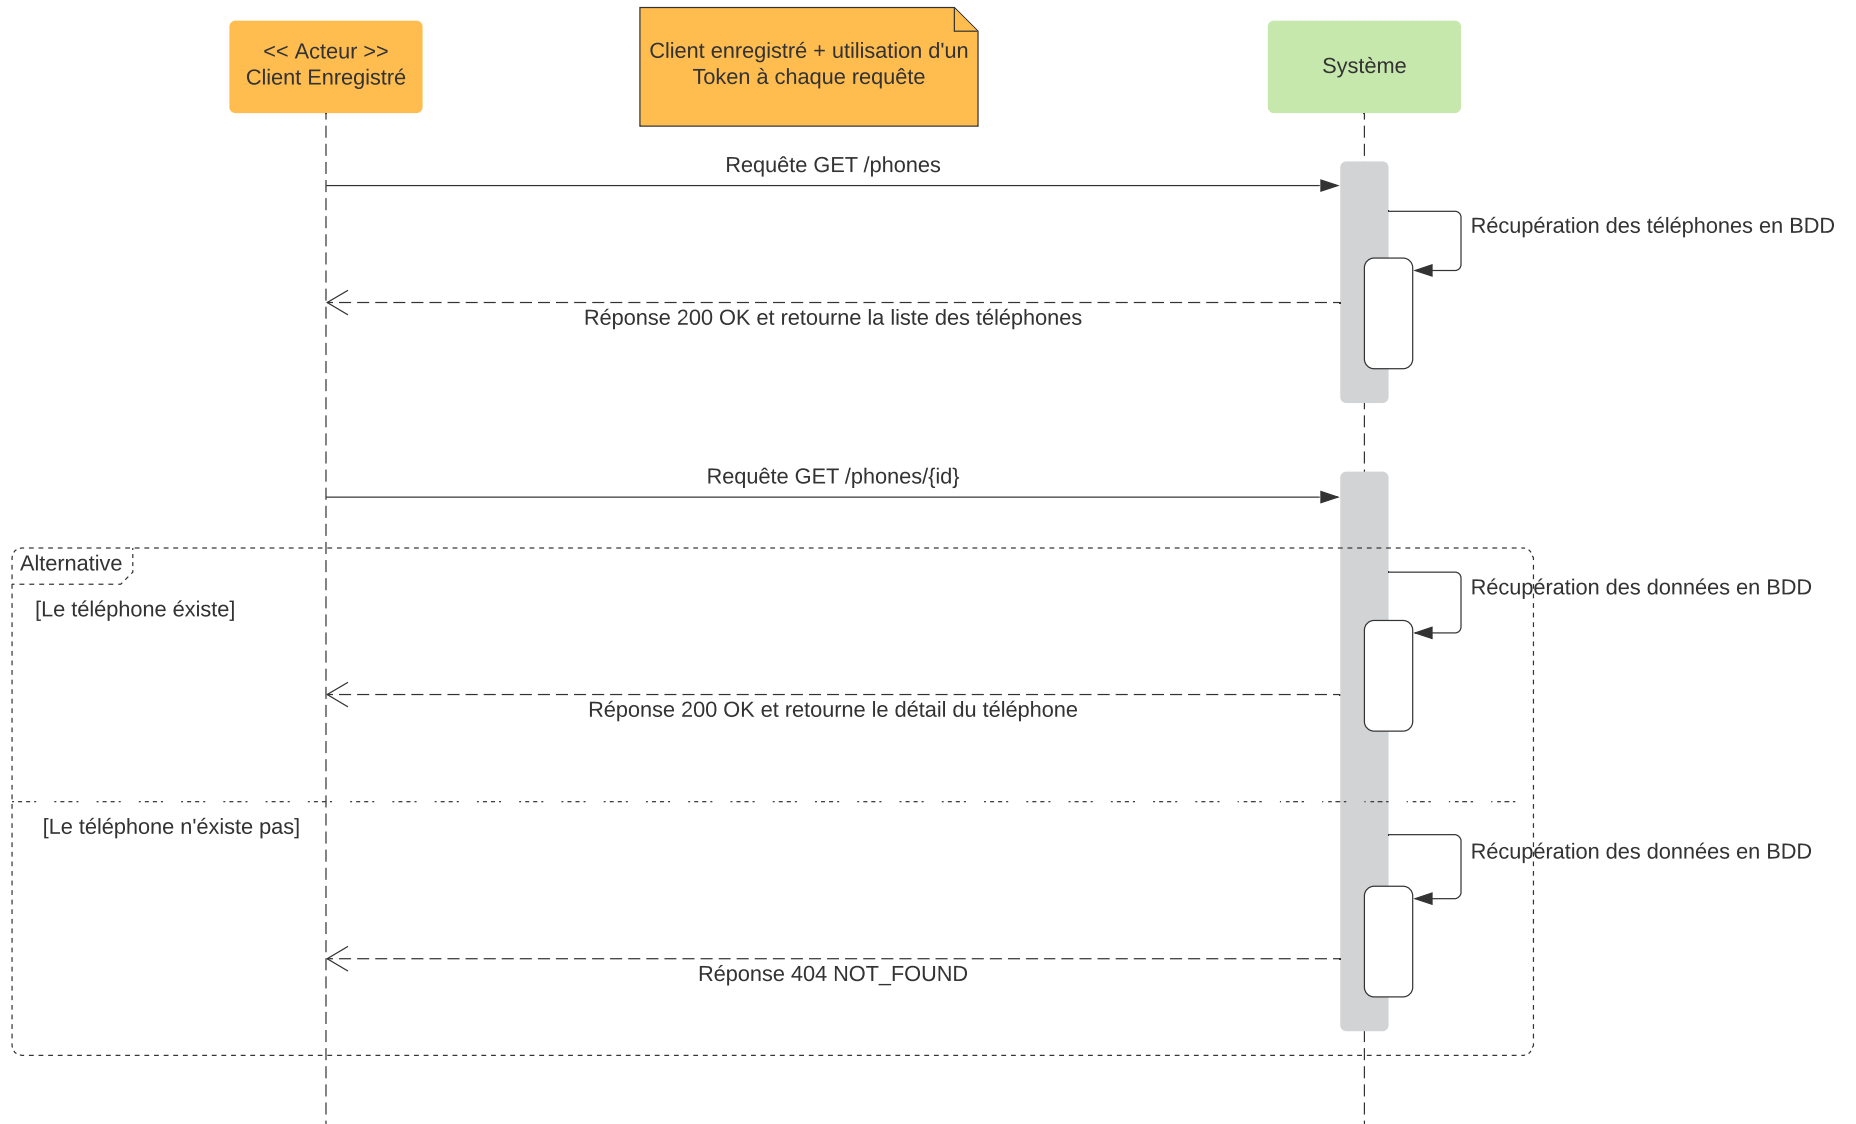 << Acteur >>
Client Enregistré
Client enregistré + utilisation d'un
Token à chaque requête
Système
Requête GET /phones
Récupération des téléphones en BDD
Réponse 200 OK et retourne la liste des téléphones
Requête GET /phones/{id}
Alternative
[Le téléphone éxiste]
Récupération des données en BDD
Réponse 200 OK et retourne le détail du téléphone
[Le téléphone n'éxiste pas]
Récupération des données en BDD
Réponse 404 NOT_FOUND